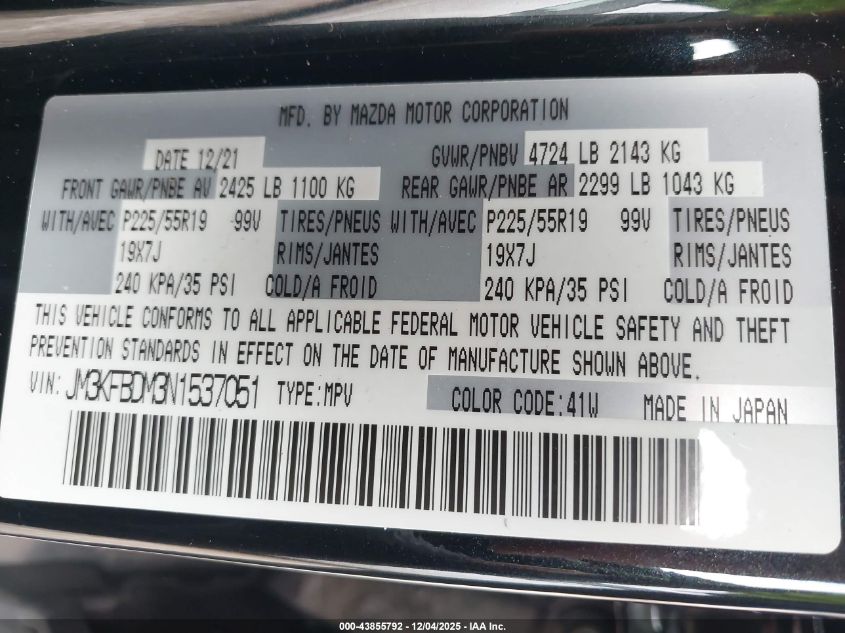 MFD. BY MAZDA MOTOR CORPORATION
DATE 12/21 GVWR/PNBV 4724 LB 2143 KG
FRONT GAWR/PNBE AV 2425 LB 1100 KG REAR GAWR/PNBE AR 2299 LB 1043 KG
WITH/AVEC P225/55R19 99V TIRES/PNEUS WITH/AVEC P225/55R19 99V TIRES/PNEUS
19X7J RIMS/JANTES 19X7J RIMS/JANTES
240 KPA/35 PSI COLD/A FROID 240 KPA/35 PSI COLD/A FROID
THIS VEHICLE CONFORMS TO ALL APPLICABLE FEDERAL MOTOR VEHICLE SAFETY AND THEFT
PREVENTION STANDARDS IN EFFECT ON THE DATE OF MANUFACTURE SHOWN ABOVE.
VIN: JM3KFBDM3N1537051 TYPE:MPV COLOR CODE:41W MADE IN JAPAN
000-43855792 - 12/04/2025 - IAA Inc.